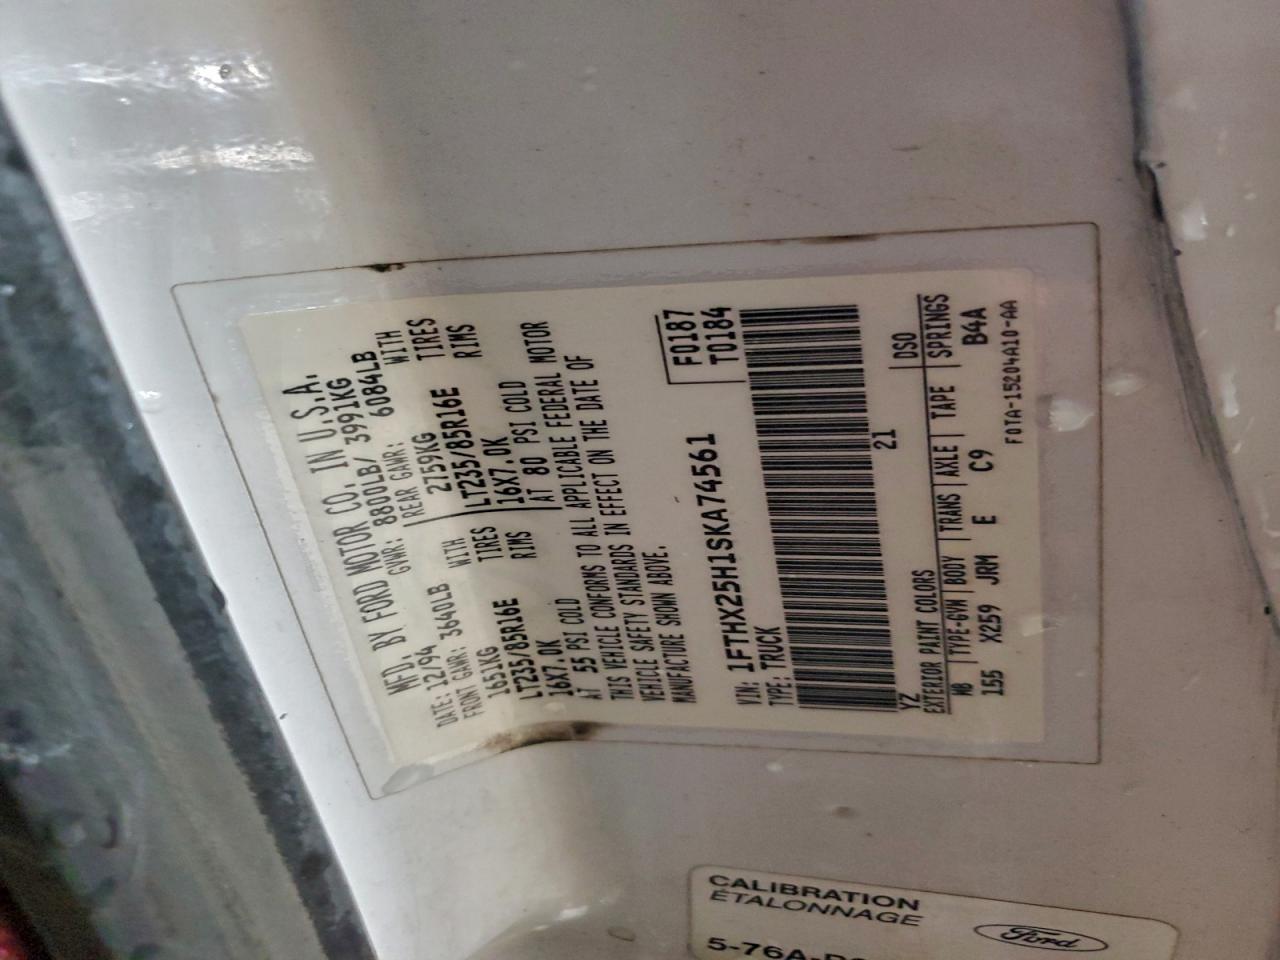 MFD. BY FORD MOTOR CO. IN U.S.A.
DATE: 12/94 GVWR: 8800LB/ 3991KG
FRONT GAWR: 3640LB REAR GAWR: 6084LB
1651KG WITH 2759KG WITH
LT235/85R16E TIRES LT235/85R16E TIRES
16X7.0K RIMS 16X7.0K RIMS
AT 55 PSI COLD AT 80 PSI COLD
THIS VEHICLE CONFORMS TO ALL APPLICABLE FEDERAL MOTOR
VEHICLE SAFETY STANDARDS IN EFFECT ON THE DATE OF
MANUFACTURE SHOWN ABOVE.
F0187
T0184
VIN: 1FTHX25H1SKA74561
TYPE: TRUCK
21
YZ
EXTERIOR PAINT COLORS DSO
WB TYPE-GVW BODY TRANS AXLE TAPE SPRINGS
155 X259 JRM E C9 B4A
F0TA-15204A10-AA
CALIBRATION
ÉTALONNAGE
Ford